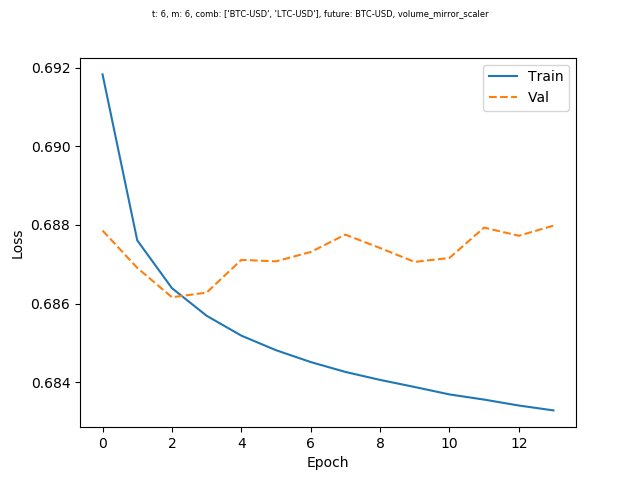 t: 6, m: 6, comb: ['BTC-USD', 'LTC-USD'], future: BTC-USD, volume_mirror_scaler
0.692
0.690
0.688
0.686
0.684
Loss
Train
Val
0 2 4 6 8 10 12
Epoch